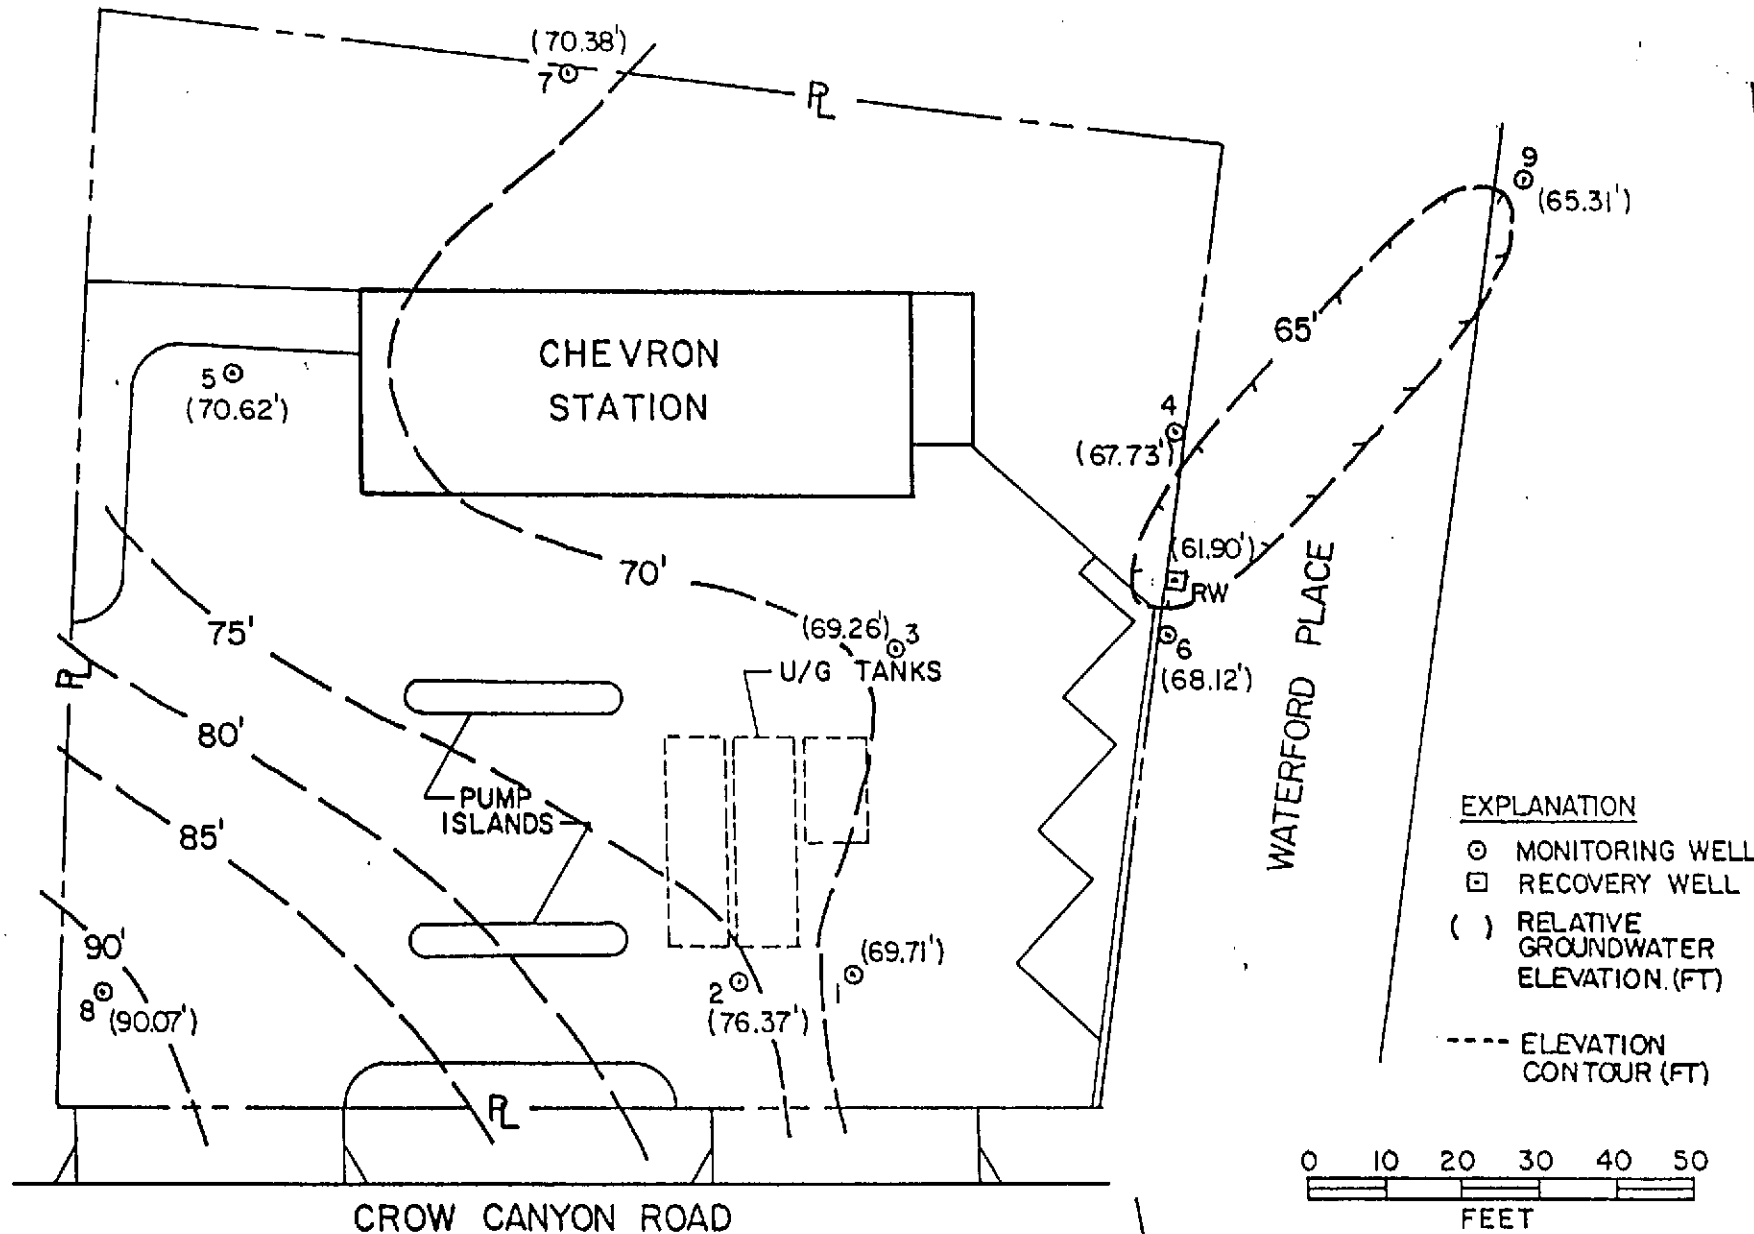 (70.38')
7
PL
9
(65.31')
65'
CHEVRON
STATION
5
(70.62')
4
(67.73')
(61.90')
RW
70'
75'
(69.26')
3
6
(68.12')
U/G TANKS
PL
80'
WATERFORD PLACE
PUMP
ISLANDS
85'
90'
8
(90.07')
2
(76.37')
1
(69.71')
EXPLANATION
MONITORING WELL
RECOVERY WELL
( ) RELATIVE
GROUNDWATER
ELEVATION. (FT)
---- ELEVATION
CONTOUR (FT)
PL
0 10 20 30 40 50
FEET
CROW CANYON ROAD